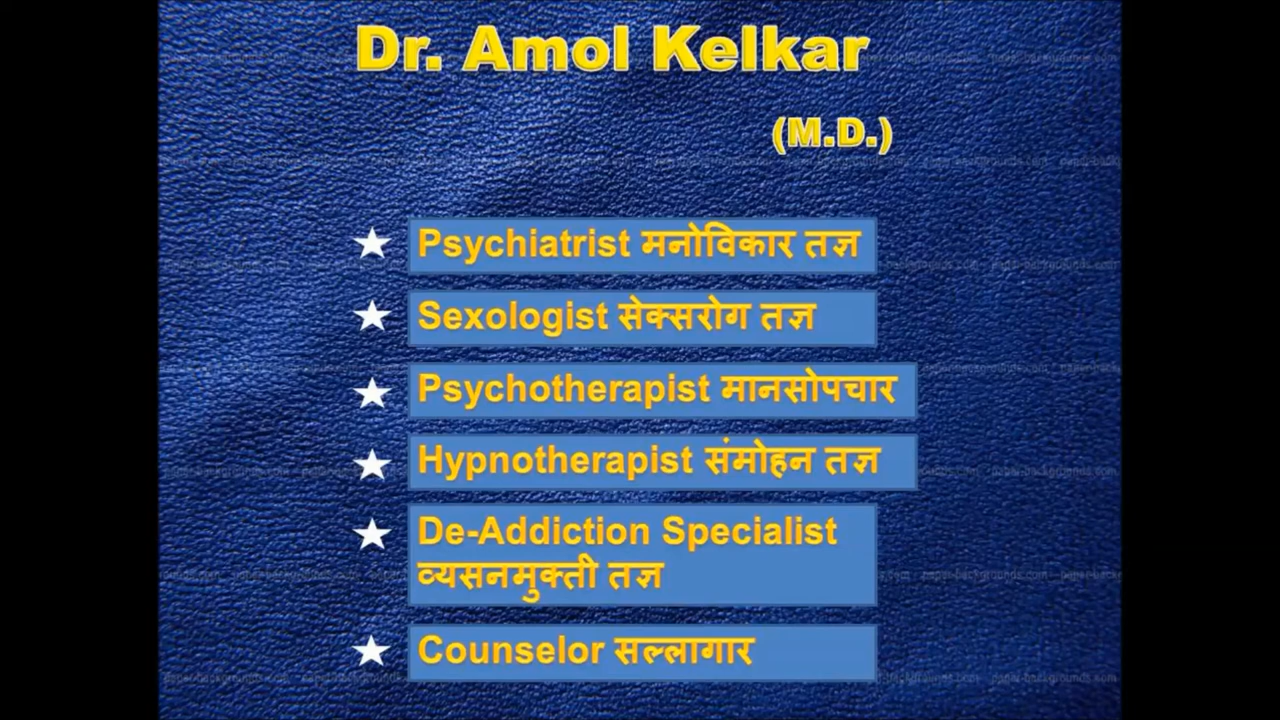 Dr. Amol Kelkar
(M.D.)
Psychiatrist मनोविकार तज्ञ
Sexologist सेक्सरोग तज्ञ
Psychotherapist मानसोपचार
Hypnotherapist संमोहन तज्ञ
De-Addiction Specialist
व्यसनमुक्ती तज्ञ
Counselor सल्लागार